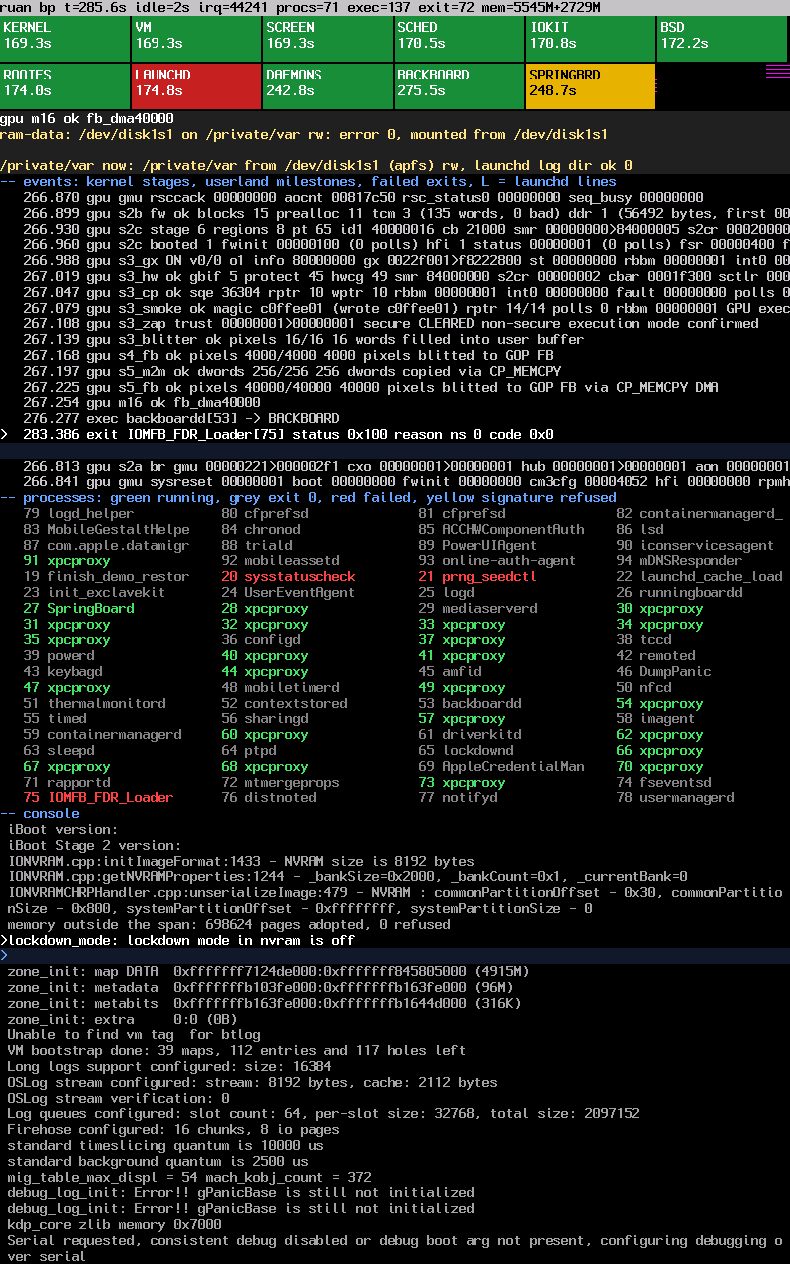 ruan bp t=285.6s idle=2s irq=44241 procs=71 exec=137 exit=72 mem=5545M+2729M
KERNEL VM SCREEN SCHED IOKIT BSD
169.3s 169.3s 169.3s 170.5s 170.8s 172.2s
ROOTFS LAUNCHD DAEMONS BACKBOARD SPRINGBRD
174.0s 174.8s 242.8s 275.5s 248.7s
gpu m16 ok fb_dma40000
ram-data: /dev/disk1s1 on /private/var rw: error 0, mounted from /dev/disk1s1
/private/var now: /private/var from /dev/disk1s1 (apfs) rw, launchd log dir ok 0
-- events: kernel stages, userland milestones, failed exits, L = launchd lines
266.870 gpu gmu rsccack 00000000 aocnt 00817c50 rsc_status0 00000000 seq_busy 00000000
266.899 gpu s2b fw ok blocks 15 prealloc 11 tcm 3 (135 words, 0 bad) ddr 1 (56492 bytes, first 00
266.930 gpu s2c stage 6 regions 8 pt 65 id1 40000016 cb 21000 smr 00000000>84000005 s2cr 00020000
266.960 gpu s2c booted 1 fwinit 00000100 (0 polls) hfi 1 status 00000001 (0 polls) fsr 00000400 f
266.988 gpu s3_gx ON v0/0 o1 info 80000000 gx 0022f001>f8222800 st 00000000 rbbm 00000001 int0 00
267.019 gpu s3_hw ok gbif 5 protect 45 hwcg 49 smr 84000000 s2cr 00000002 cbar 0001f300 sctlr 000
267.047 gpu s3_cp ok sqe 36304 rptr 10 wptr 10 rbbm 00000001 int0 00000000 fault 00000000 polls 0
267.079 gpu s3_smoke ok magic c0ffee01 (wrote c0ffee01) rptr 14/14 polls 0 rbbm 00000001 GPU exec
267.108 gpu s3_zap trust 00000001>00000001 secure CLEARED non-secure execution mode confirmed
267.139 gpu s3_blitter ok pixels 16/16 16 words filled into user buffer
267.168 gpu s4_fb ok pixels 4000/4000 4000 pixels blitted to GOP FB
267.197 gpu s5_m2m ok dwords 256/256 256 dwords copied via CP_MEMCPY
267.225 gpu s5_fb ok pixels 40000/40000 40000 pixels blitted to GOP FB via CP_MEMCPY DMA
267.254 gpu m16 ok fb_dma40000
276.277 exec backboardd[53] -> BACKBOARD
> 283.386 exit IOMFB_FDR_Loader[75] status 0x100 reason ns 0 code 0x0
266.813 gpu s2a br gmu 00000221>000002f1 cxo 00000001>00000001 hub 00000001>00000001 aon 00000001
266.841 gpu gmu sysreset 00000001 boot 00000000 fwinit 00000000 cm3cfg 00004052 hfi 00000000 rpmh
-- processes: green running, grey exit 0, red failed, yellow signature refused
79 logd_helper 80 cfprefsd 81 cfprefsd 82 containermanagerd_
83 MobileGestaltHelpe 84 chronod 85 ACCHWComponentAuth 86 lsd
87 com.apple.datamigr 88 triald 89 PowerUIAgent 90 iconservicesagent
91 xpcproxy 92 mobileassetd 93 online-auth-agent 94 mDNSResponder
19 finish_demo_restor 20 sysstatuscheck 21 prng_seedctl 22 launchd_cache_load
23 init_exclavekit 24 UserEventAgent 25 logd 26 runningboardd
27 SpringBoard 28 xpcproxy 29 mediaserverd 30 xpcproxy
31 xpcproxy 32 xpcproxy 33 xpcproxy 34 xpcproxy
35 xpcproxy 36 configd 37 xpcproxy 38 tccd
39 powerd 40 xpcproxy 41 xpcproxy 42 remoted
43 keybagd 44 xpcproxy 45 amfid 46 DumpPanic
47 xpcproxy 48 mobiletimerd 49 xpcproxy 50 nfcd
51 thermalmonitord 52 contextstored 53 backboardd 54 xpcproxy
55 timed 56 sharingd 57 xpcproxy 58 imagent
59 containermanagerd 60 xpcproxy 61 driverkitd 62 xpcproxy
63 sleepd 64 ptpd 65 lockdownd 66 xpcproxy
67 xpcproxy 68 xpcproxy 69 AppleCredentialMan 70 xpcproxy
71 rapportd 72 mtmergeprops 73 xpcproxy 74 fseventsd
75 IOMFB_FDR_Loader 76 distnoted 77 notifyd 78 usermanagerd
-- console
iBoot version:
iBoot Stage 2 version:
IONVRAM.cpp:initImageFormat:1433 - NVRAM size is 8192 bytes
IONVRAM.cpp:getNVRAMProperties:1244 - _bankSize=0x2000, _bankCount=0x1, _currentBank=0
IONVRAMCHRPHandler.cpp:unserializeImage:479 - NVRAM : commonPartitionOffset - 0x30, commonPartitio
nSize - 0x800, systemPartitionOffset - 0xffffffff, systemPartitionSize - 0
memory outside the span: 698624 pages adopted, 0 refused
>lockdown_mode: lockdown mode in nvram is off
>
zone_init: map DATA 0xfffffff7124de000:0xfffffff845805000 (4915M)
zone_init: metadata 0xfffffffb103fe000:0xfffffffb163fe000 (96M)
zone_init: metabits 0xfffffffb163fe000:0xfffffffb1644d000 (316K)
zone_init: extra 0:0 (0B)
Unable to find vm tag for btlog
VM bootstrap done: 39 maps, 112 entries and 117 holes left
Long logs support configured: size: 16384
OSLog stream configured: stream: 8192 bytes, cache: 2112 bytes
OSLog stream verification: 0
Log queues configured: slot count: 64, per-slot size: 32768, total size: 2097152
Firehose configured: 16 chunks, 8 io pages
standard timeslicing quantum is 10000 us
standard background quantum is 2500 us
mig_table_max_displ = 54 mach_kobj_count = 372
debug_log_init: Error!! gPanicBase is still not initialized
debug_log_init: Error!! gPanicBase is still not initialized
kdp_core zlib memory 0x7000
Serial requested, consistent debug disabled or debug boot arg not present, configuring debugging o
ver serial